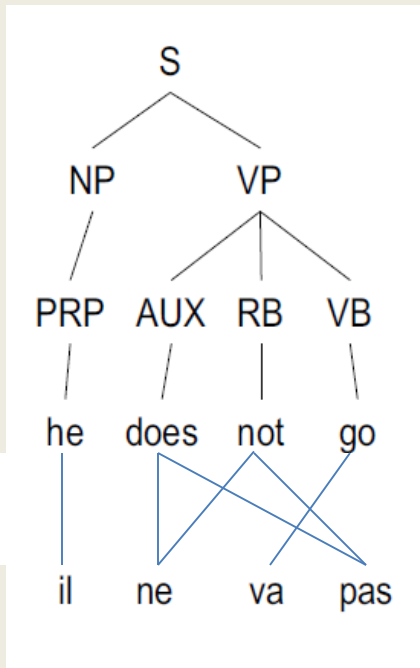 S
NP VP
PRP AUX RB VB
he does not go
il ne va pas